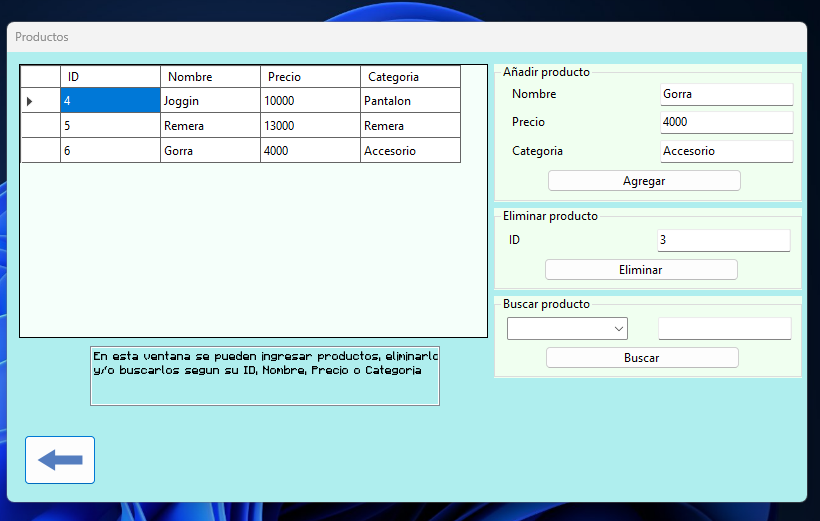 Productos
ID Nombre Precio Categoria
4 Joggin 10000 Pantalon
5 Remera 13000 Remera
6 Gorra 4000 Accesorio
En esta ventana se pueden ingresar productos, eliminarlo
y/o buscarlos segun su ID, Nombre, Precio o Categoria
Añadir producto
Nombre Gorra
Precio 4000
Categoria Accesorio
Agregar
Eliminar producto
ID 3
Eliminar
Buscar producto
Buscar